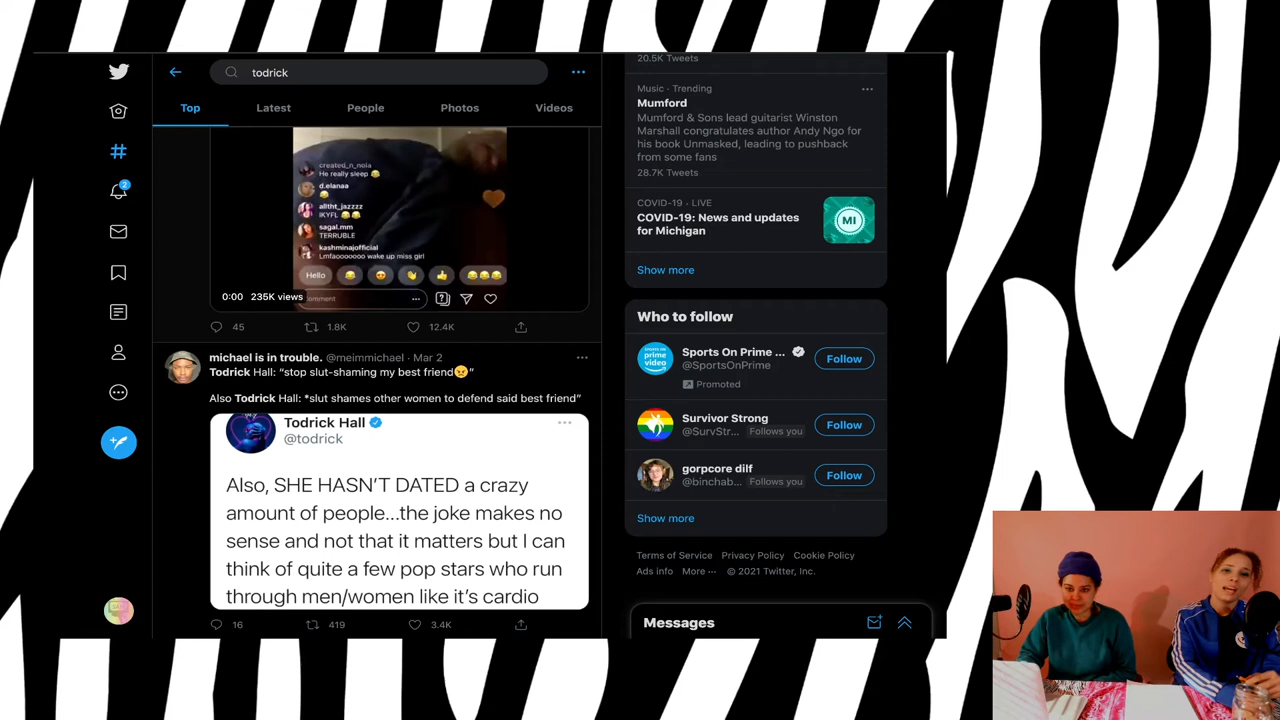 todrick
Top
Latest
People
Photos
Videos
created_n_nola
He really sleep 😂
d.elanaa
😂
alltht_jazzzz
IKYFL 😂😂
sagal.mm
TERRUBLE
kashminajofficial
Lmfaooooooo wake up miss girl
Hello 😂 😍 👏 👍 😂😂😂
0:00 235K views
omment
45 1.8K 12.4K
michael is in trouble. @meimmichael · Mar 2
Todrick Hall: “stop slut-shaming my best friend😠”
Also Todrick Hall: *slut shames other women to defend said best friend”
Todrick Hall
@todrick
Also, SHE HASN’T DATED a crazy
amount of people...the joke makes no
sense and not that it matters but I can
think of quite a few pop stars who run
through men/women like it’s cardio
16 419 3.4K
2
20.5K Tweets
Music · Trending
Mumford
Mumford & Sons lead guitarist Winston
Marshall congratulates author Andy Ngo for
his book Unmasked, leading to pushback
from some fans
28.7K Tweets
COVID-19 · LIVE
COVID-19: News and updates
for Michigan
MI
Show more
Who to follow
Sports On Prime ...
@SportsOnPrime
Promoted
Follow
Survivor Strong
@SurvStr... Follows you
Follow
gorpcore dilf
@binchab... Follows you
Follow
Show more
Terms of Service Privacy Policy Cookie Policy
Ads info More ··· © 2021 Twitter, Inc.
Messages